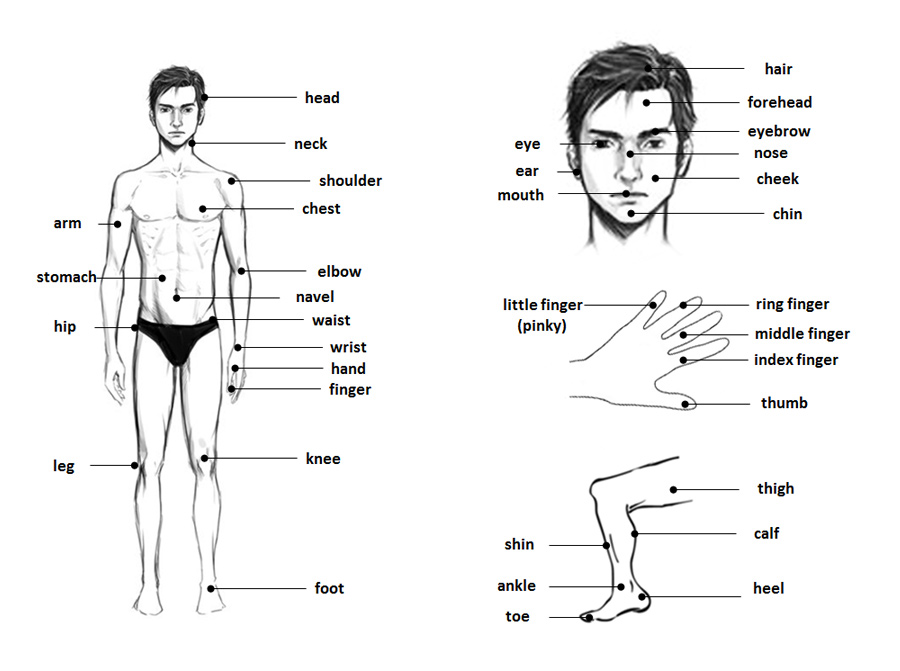 head
neck
shoulder
chest
arm
elbow
stomach
navel
waist
hip
wrist
hand
finger
knee
leg
foot
hair
forehead
eyebrow
eye
nose
ear
cheek
mouth
chin
little finger
(pinky)
ring finger
middle finger
index finger
thumb
thigh
calf
shin
ankle
heel
toe